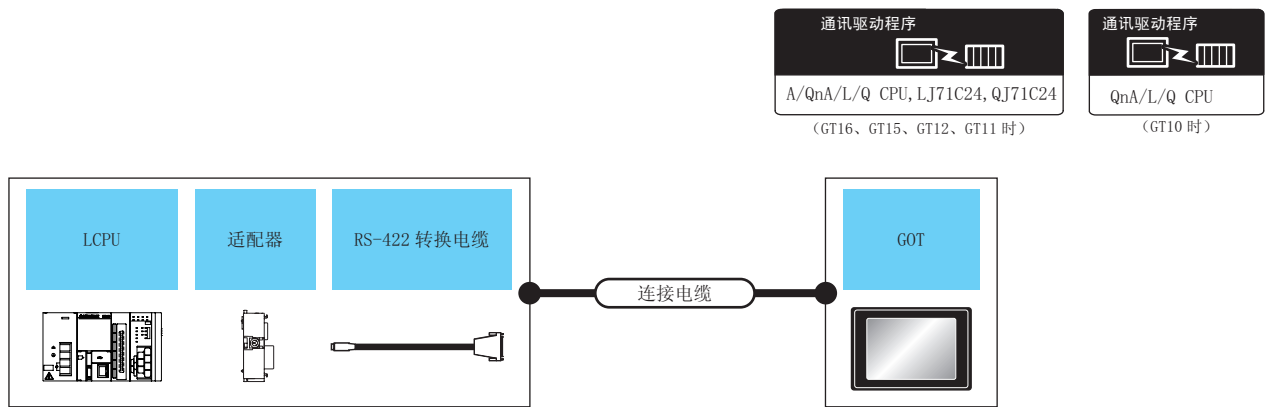 通讯驱动程序
A/QnA/L/Q CPU,LJ71C24,QJ71C24
(GT16、GT15、GT12、GT11 时)
通讯驱动程序
QnA/L/Q CPU
(GT10 时)
LCPU
适配器
RS-422 转换电缆
连接电缆
GOT